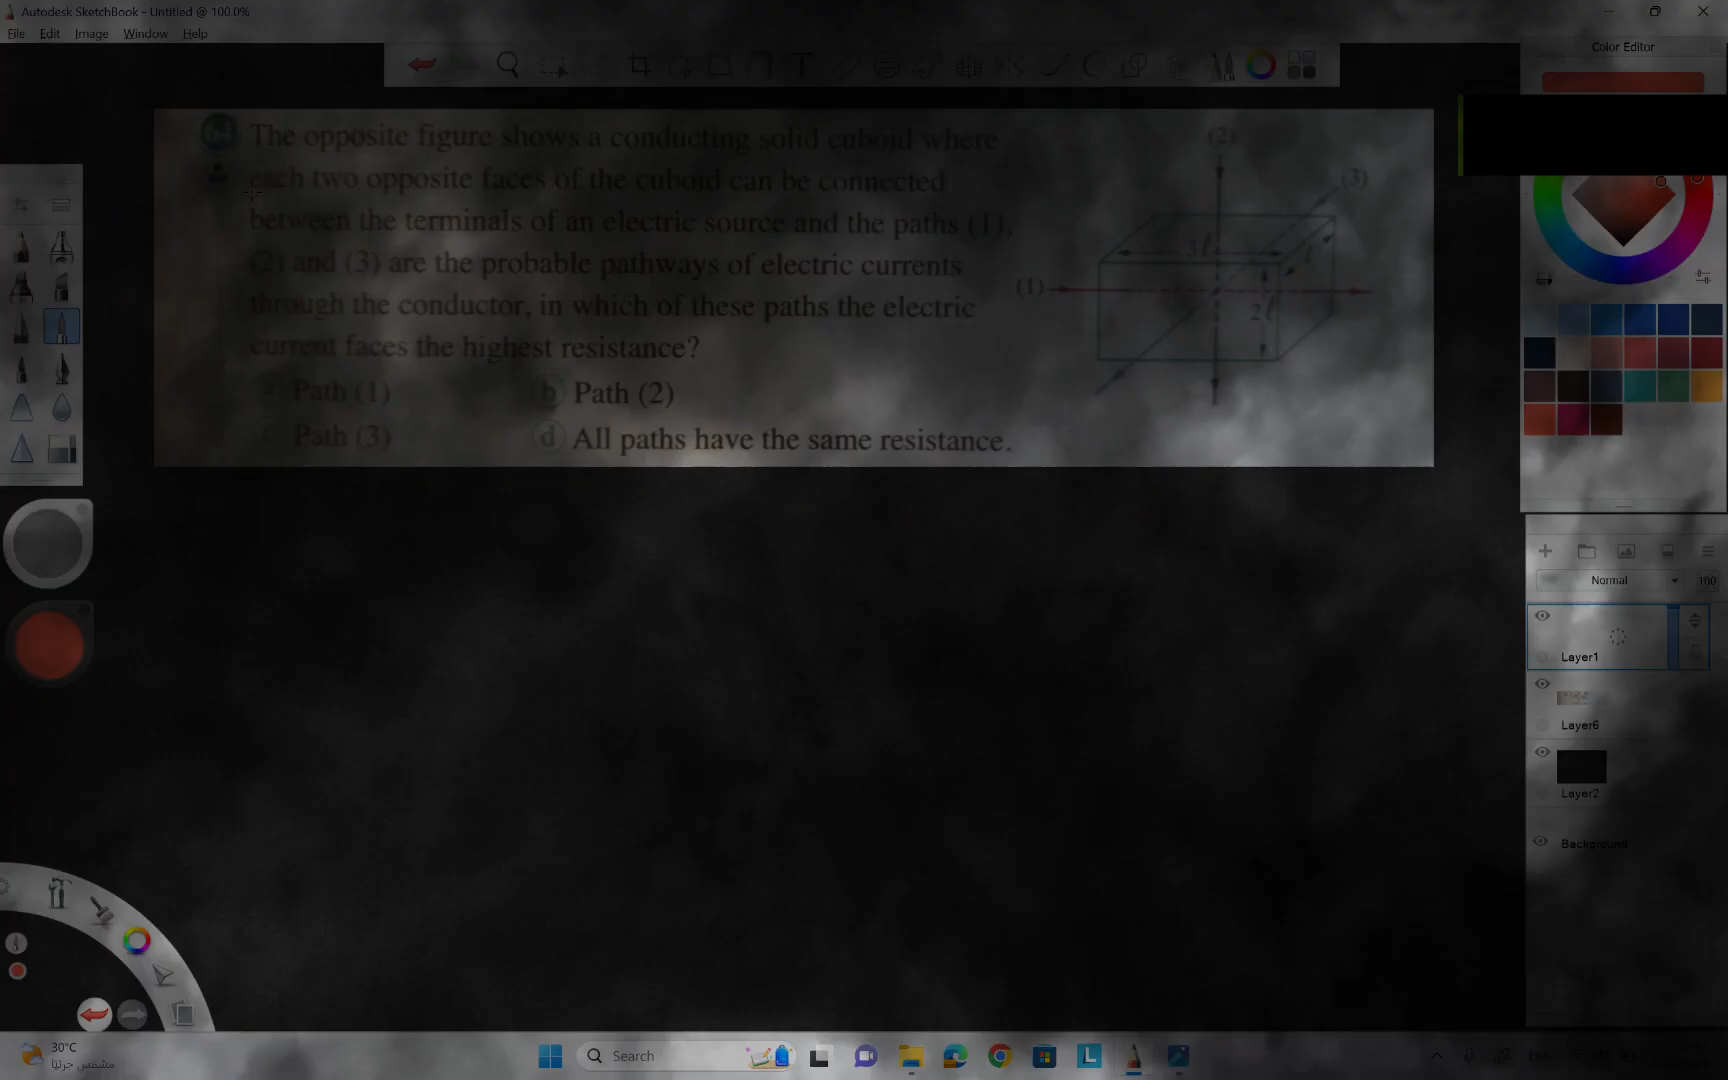 Autodesk SketchBook - Untitled @ 100.0%
File Edit Image Window Help
Color Editor
The opposite figure shows a conducting solid cuboid where
each two opposite faces of the cuboid can be connected
between the terminals of an electric source and the paths (1),
(2) and (3) are the probable pathways of electric currents
through the conductor, in which of these paths the electric
current faces the highest resistance?
Path (1) b Path (2)
c Path (3) d All paths have the same resistance.
(2)
(3)
3ℓ
ℓ
(1)
2ℓ
Normal 100
Layer1
Layer6
Layer2
Background
30°C
مشمس جزئيًا
Search
L